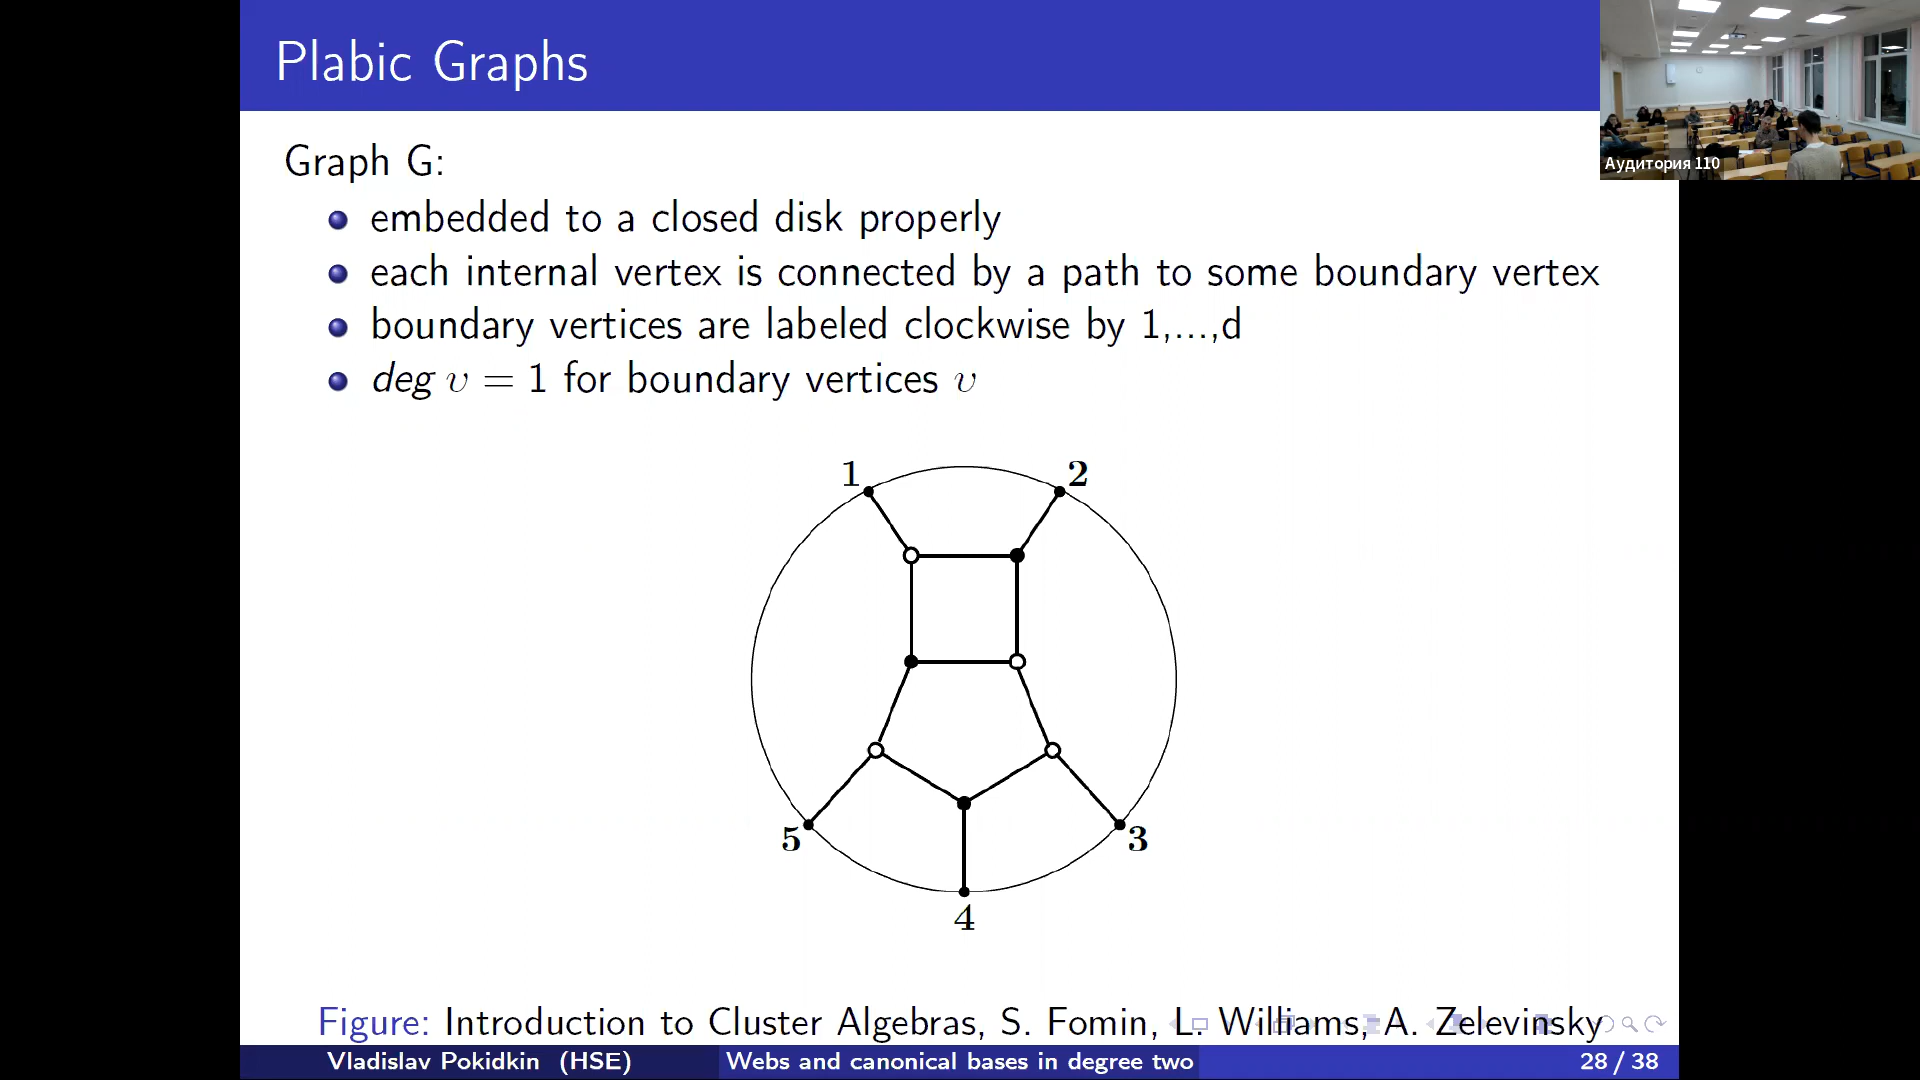 Plabic Graphs
Аудитория 110
Graph G:
embedded to a closed disk properly
each internal vertex is connected by a path to some boundary vertex
boundary vertices are labeled clockwise by 1,...,d
deg v = 1 for boundary vertices v
1
2
5
3
4
Figure: Introduction to Cluster Algebras, S. Fomin, L. Williams, A. Zelevinsky
Vladislav Pokidkin (HSE) Webs and canonical bases in degree two 28 / 38